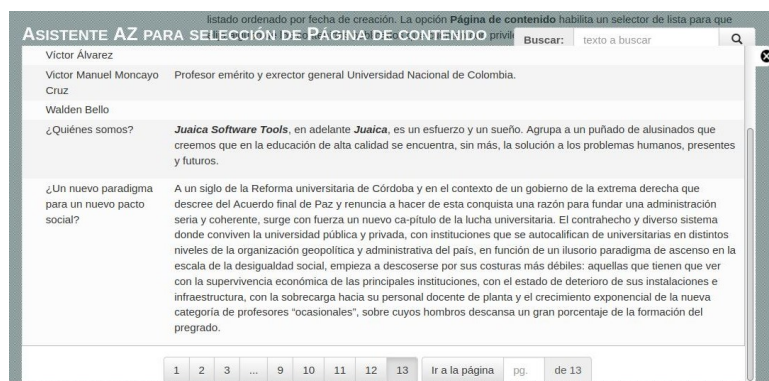 listado ordenado por fecha de creación. La opción Página de contenido habilita un selector de lista para que
ASISTENTE AZ PARA SELECCIÓN DE PÁGINA DE CONTENIDO
Buscar: texto a buscar
Víctor Álvarez
Victor Manuel Moncayo Cruz
Profesor emérito y exrector general Universidad Nacional de Colombia.
Walden Bello
¿Quiénes somos?
Juaica Software Tools, en adelante Juaica, es un esfuerzo y un sueño. Agrupa a un puñado de alusinados que
creemos que en la educación de alta calidad se encuentra, sin más, la solución a los problemas humanos, presentes
y futuros.
¿Un nuevo paradigma
para un nuevo pacto
social?
A un siglo de la Reforma universitaria de Córdoba y en el contexto de un gobierno de la extrema derecha que
descree del Acuerdo final de Paz y renuncia a hacer de esta conquista una razón para fundar una administración
seria y coherente, surge con fuerza un nuevo ca-pítulo de la lucha universitaria. El contrahecho y diverso sistema
donde conviven la universidad pública y privada, con instituciones que se autocalifican de universitarias en distintos
niveles de la organización geopolítica y administrativa del país, en función de un ilusorio paradigma de ascenso en la
escala de la desigualdad social, empieza a descoserse por sus costuras más débiles: aquellas que tienen que ver
con la supervivencia económica de las principales instituciones, con el estado de deterioro de sus instalaciones e
infraestructura, con la sobrecarga hacia su personal docente de planta y el crecimiento exponencial de la nueva
categoría de profesores “ocasionales”, sobre cuyos hombros descansa un gran porcentaje de la formación del
pregrado.
1 2 3 ... 9 10 11 12 13 Ir a la página pg. de 13